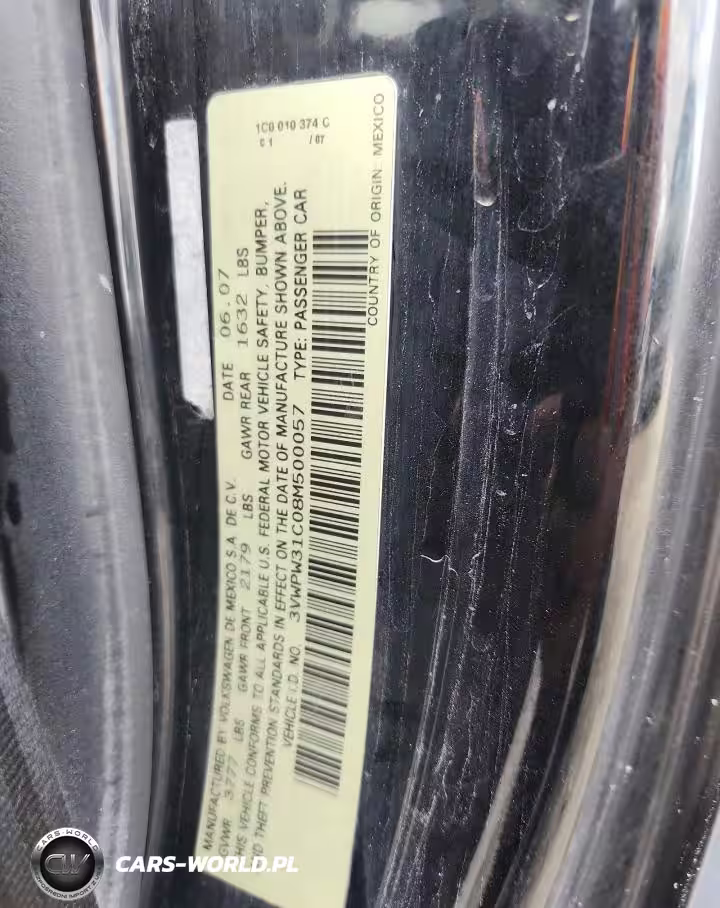 1C0 010 374 C
C 1 /07
MANUFACTURED BY VOLKSWAGEN DE MEXICO S.A. DE C.V. DATE 06.07
GVWR 3777 LBS GAWR FRONT 2179 LBS GAWR REAR 1632 LBS
THIS VEHICLE CONFORMS TO ALL APPLICABLE U.S. FEDERAL MOTOR VEHICLE SAFETY, BUMPER,
AND THEFT PREVENTION STANDARDS IN EFFECT ON THE DATE OF MANUFACTURE SHOWN ABOVE.
VEHICLE I.D. NO. 3VWPW31C08M500057 TYPE: PASSENGER CAR
COUNTRY OF ORIGIN: MEXICO
CARS-WORLD
CW
CARS-WORLD.PL